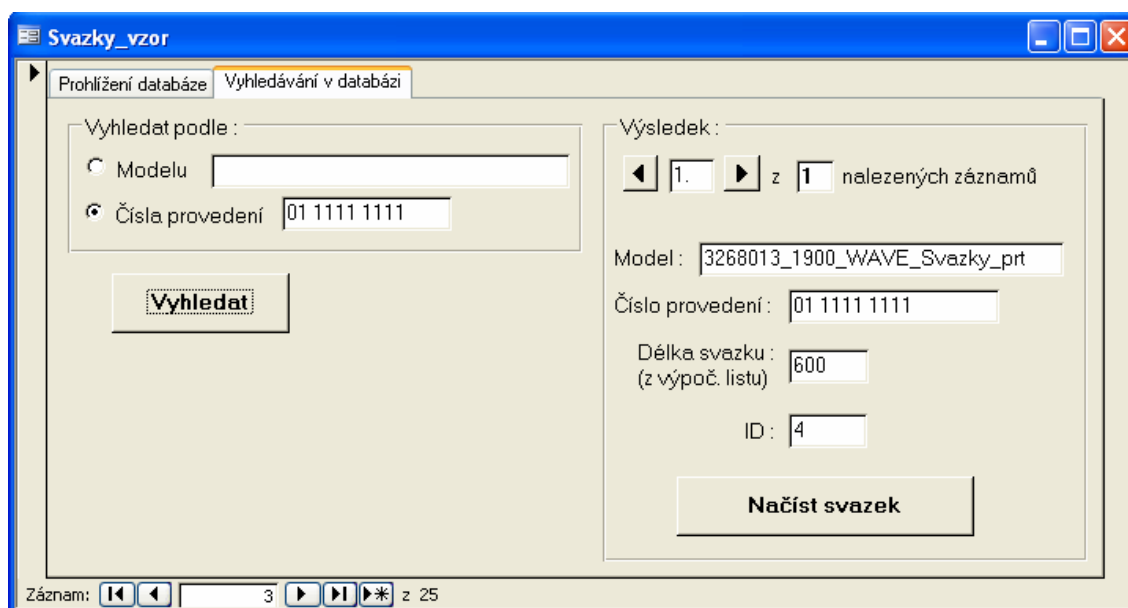 Svazky_vzor
Prohlížení databáze
Vyhledávání v databázi
Vyhledat podle :
Modelu
Čísla provedení
01 1111 1111
Vyhledat
Výsledek :
1.
z
1
nalezených záznamů
Model :
3268013_1900_WAVE_Svazky_prt
Číslo provedení :
01 1111 1111
Délka svazku :
(z výpoč. listu)
600
ID :
4
Načíst svazek
Záznam:
3
z 25